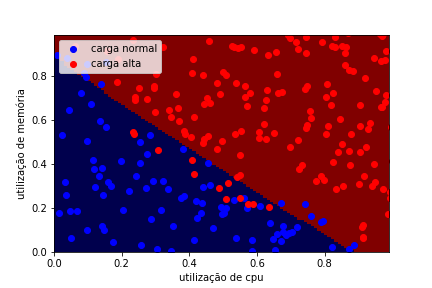 carga normal
carga alta
0.8
0.6
0.4
0.2
0.0
utilização de memória
0.0 0.2 0.4 0.6 0.8
utilização de cpu